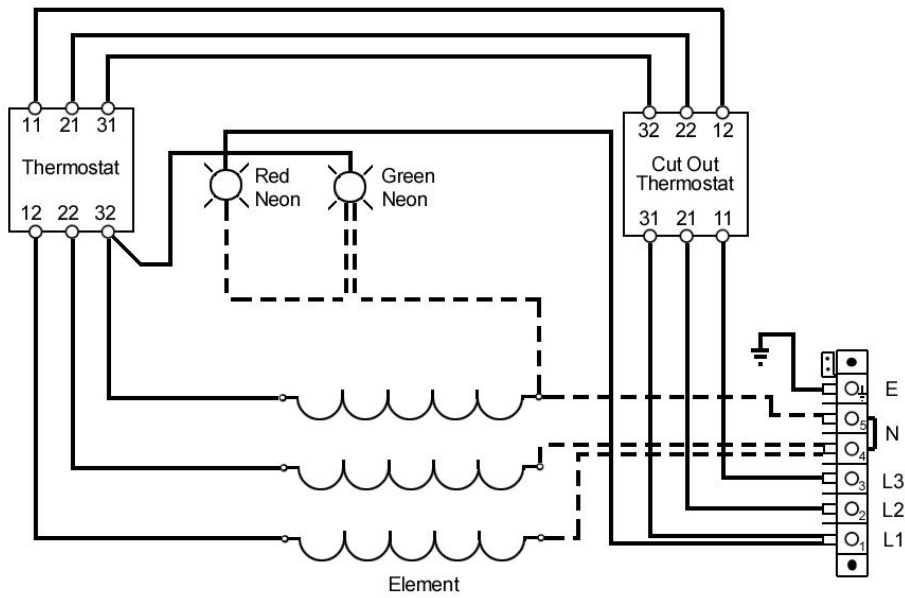 11 21 31
Thermostat
12 22 32
Red
Neon
Green
Neon
32 22 12
Cut Out
Thermostat
31 21 11
E
5
N
4
3 L3
2 L2
1 L1
Element